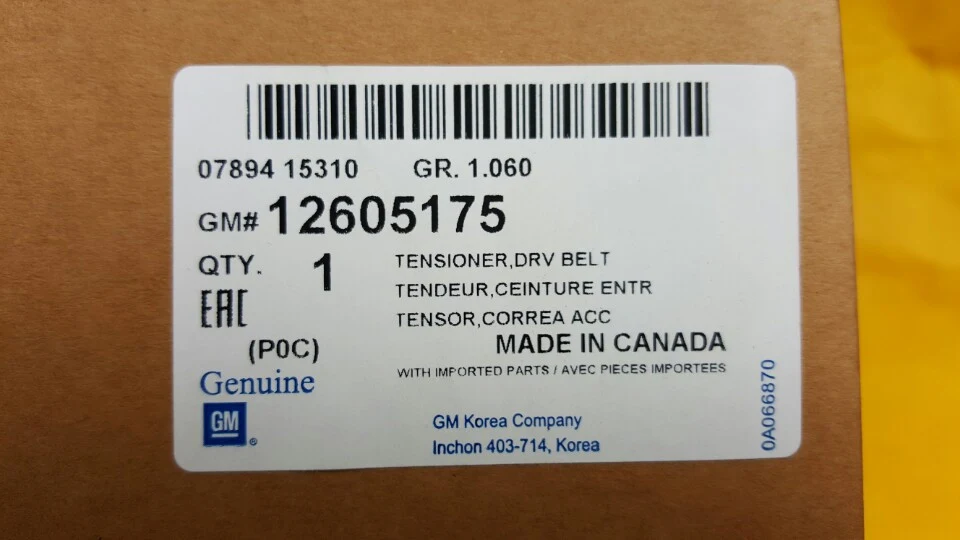 07894 15310 GR. 1.060
GM# 12605175
QTY. 1
TENSIONER,DRV BELT
TENDEUR,CEINTURE ENTR
TENSOR,CORREA ACC
EAC
(P0C)
MADE IN CANADA
WITH IMPORTED PARTS / AVEC PIECES IMPORTEES
Genuine
GM ®
GM Korea Company
Inchon 403-714, Korea
0A066870